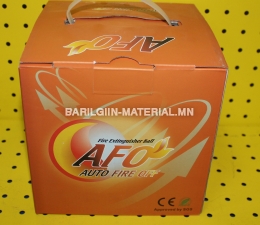 AFO
BARILGIIN-MATERIAL.MN
Fire Extinguisher Ball
AFO
AUTO FIRE OFF
CE